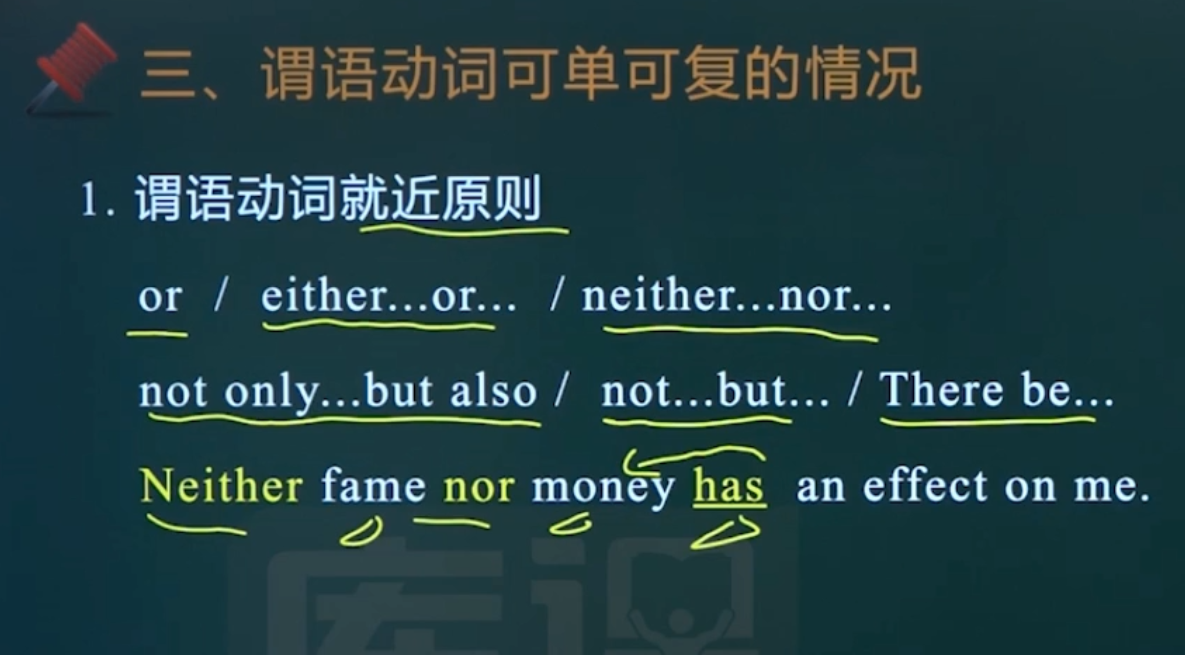 三、谓语动词可单可复的情况
1. 谓语动词就近原则
or / either...or... / neither...nor...
not only...but also / not...but... / There be...
Neither fame nor money has an effect on me.